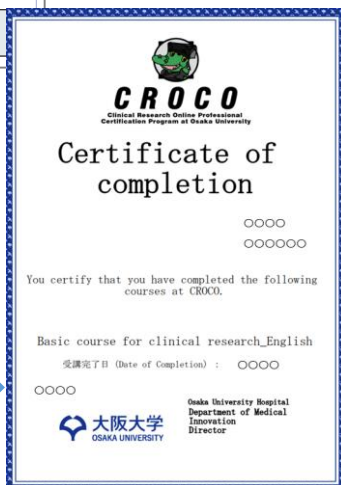 CROCO
Clinical Research Online Professional
Certification Program at Osaka University
Certificate of
completion
○○○○
○○○○○○
You certify that you have completed the following
courses at CROCO.
Basic course for clinical research_English
受講完了日 (Date of Completion) : ○○○○
○○○○
大阪大学
OSAKA UNIVERSITY
Osaka University Hospital
Department of Medical
Innovation
Director